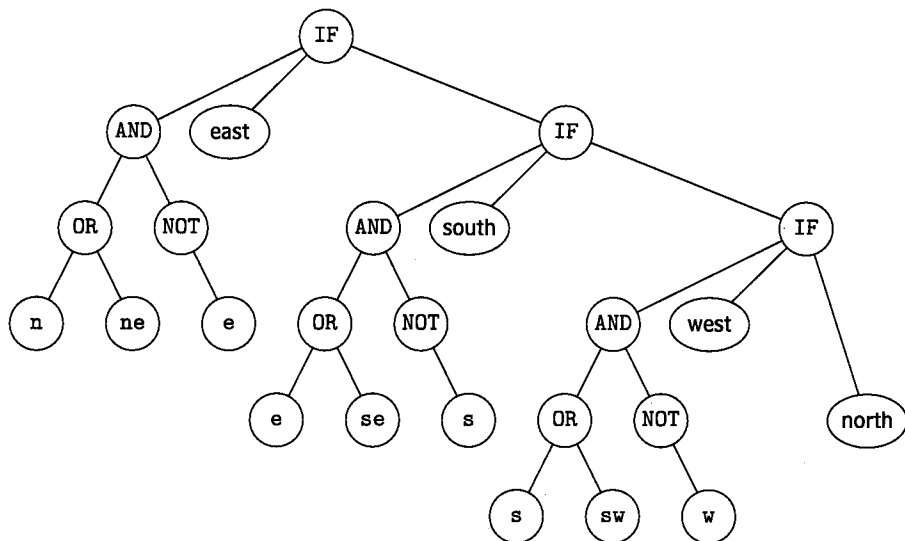 IF
AND east IF
OR NOT AND south IF
n ne e OR NOT AND west
e se s OR NOT north
s sw w